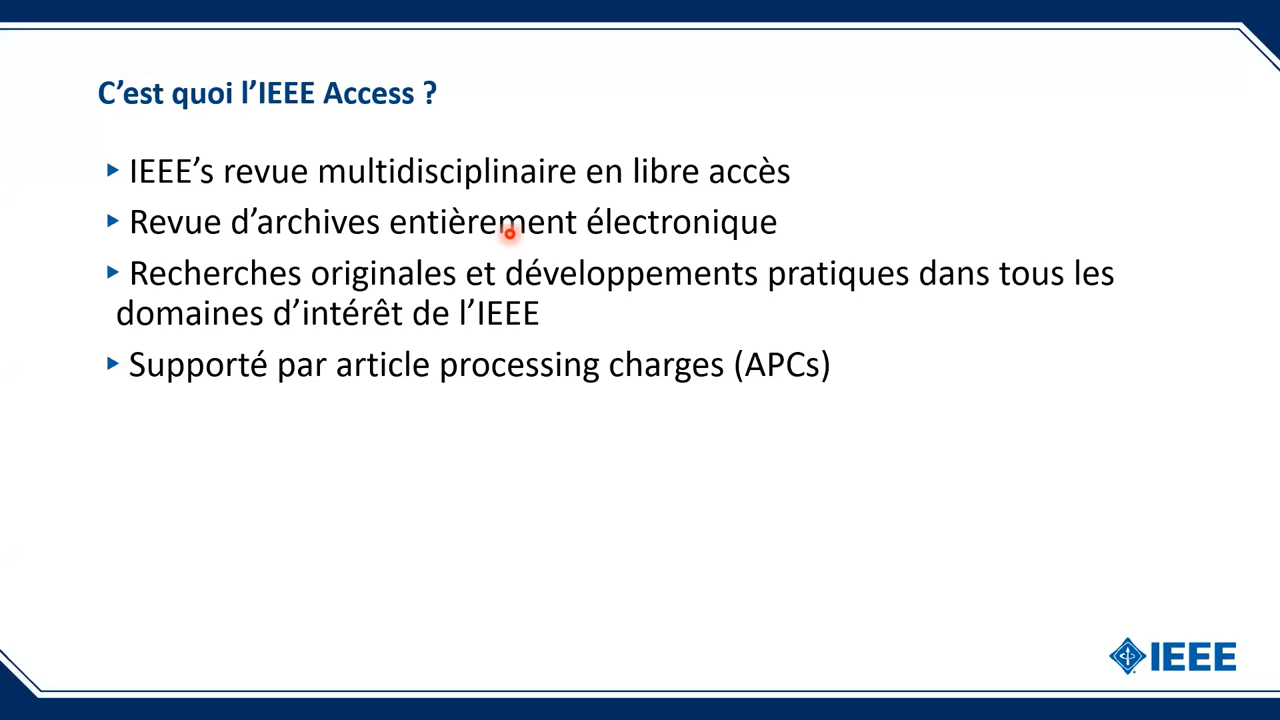 C’est quoi l’IEEE Access ?
▸ IEEE’s revue multidisciplinaire en libre accès
▸ Revue d’archives entièrement électronique
▸ Recherches originales et développements pratiques dans tous les
domaines d’intérêt de l’IEEE
▸ Supporté par article processing charges (APCs)
IEEE